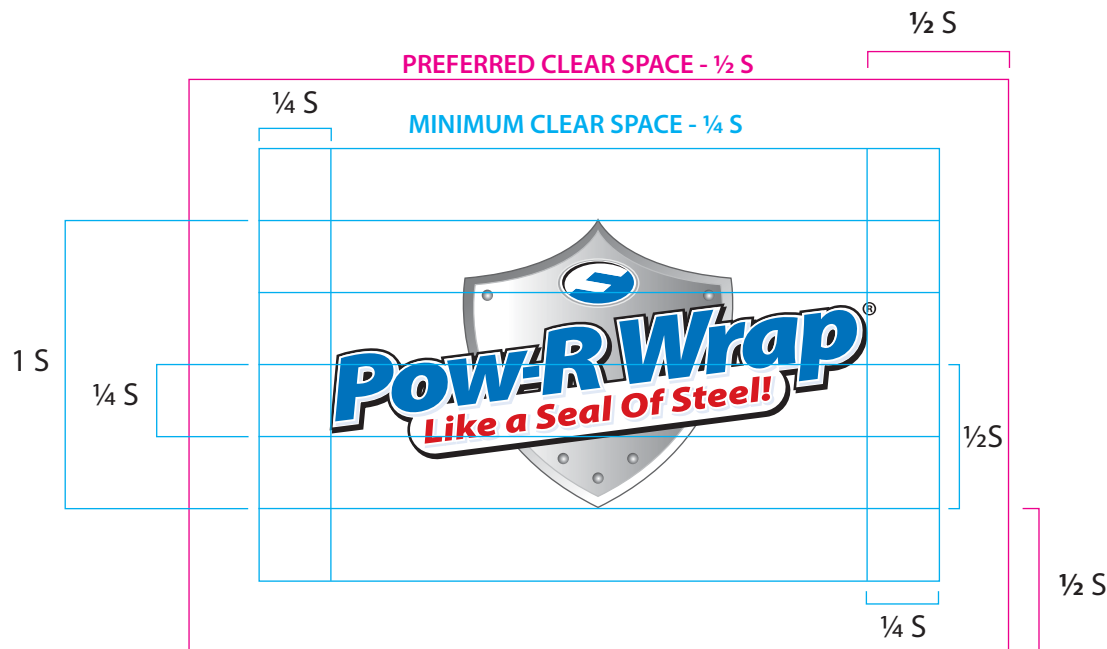 ½ S
PREFERRED CLEAR SPACE - ½ S
¼ S
MINIMUM CLEAR SPACE - ¼ S
Pow-R Wrap®
Like a Seal Of Steel!
1 S
¼ S
½S
½ S
¼ S